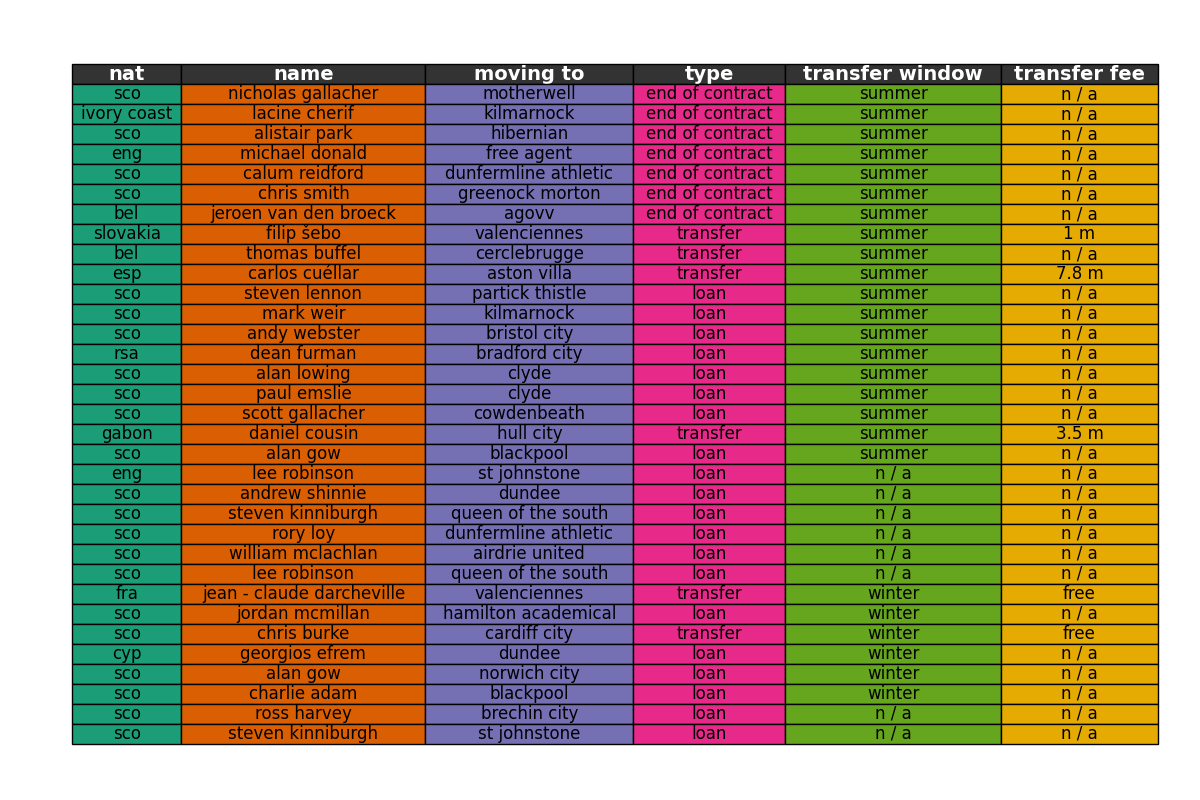 nat name moving to type transfer window transfer fee
sco nicholas gallacher motherwell end of contract summer n / a
ivory coast lacine cherif kilmarnock end of contract summer n / a
sco alistair park hibernian end of contract summer n / a
eng michael donald free agent end of contract summer n / a
sco calum reidford dunfermline athletic end of contract summer n / a
sco chris smith greenock morton end of contract summer n / a
bel jeroen van den broeck agovv end of contract summer n / a
slovakia filip šebo valenciennes transfer summer 1 m
bel thomas buffel cerclebrugge transfer summer n / a
esp carlos cuéllar aston villa transfer summer 7.8 m
sco steven lennon partick thistle loan summer n / a
sco mark weir kilmarnock loan summer n / a
sco andy webster bristol city loan summer n / a
rsa dean furman bradford city loan summer n / a
sco alan lowing clyde loan summer n / a
sco paul emslie clyde loan summer n / a
sco scott gallacher cowdenbeath loan summer n / a
gabon daniel cousin hull city transfer summer 3.5 m
sco alan gow blackpool loan summer n / a
eng lee robinson st johnstone loan n / a n / a
sco andrew shinnie dundee loan n / a n / a
sco steven kinniburgh queen of the south loan n / a n / a
sco rory loy dunfermline athletic loan n / a n / a
sco william mclachlan airdrie united loan n / a n / a
sco lee robinson queen of the south loan n / a n / a
fra jean - claude darcheville valenciennes transfer winter free
sco jordan mcmillan hamilton academical loan winter n / a
sco chris burke cardiff city transfer winter free
cyp georgios efrem dundee loan winter n / a
sco alan gow norwich city loan winter n / a
sco charlie adam blackpool loan winter n / a
sco ross harvey brechin city loan n / a n / a
sco steven kinniburgh st johnstone loan n / a n / a